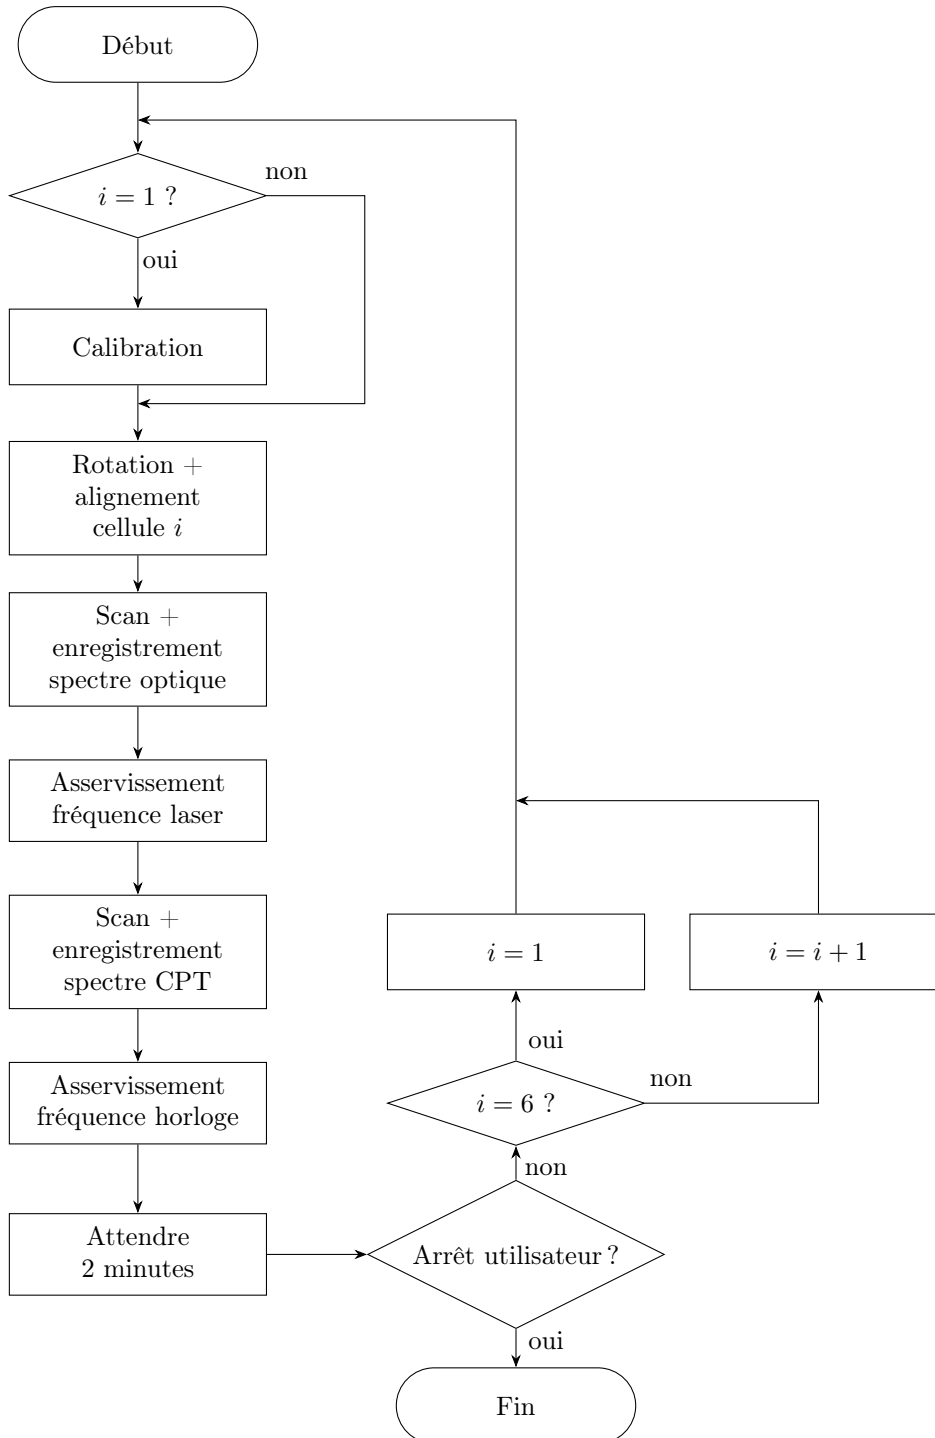 Début
i = 1 ?
non
oui
Calibration
Rotation +
alignement
cellule i
Scan +
enregistrement
spectre optique
Asservissement
fréquence laser
Scan +
enregistrement
spectre CPT
Asservissement
fréquence horloge
Attendre
2 minutes
Arrêt utilisateur ?
non
i = 6 ?
oui
non
i = 1
i = i + 1
oui
Fin